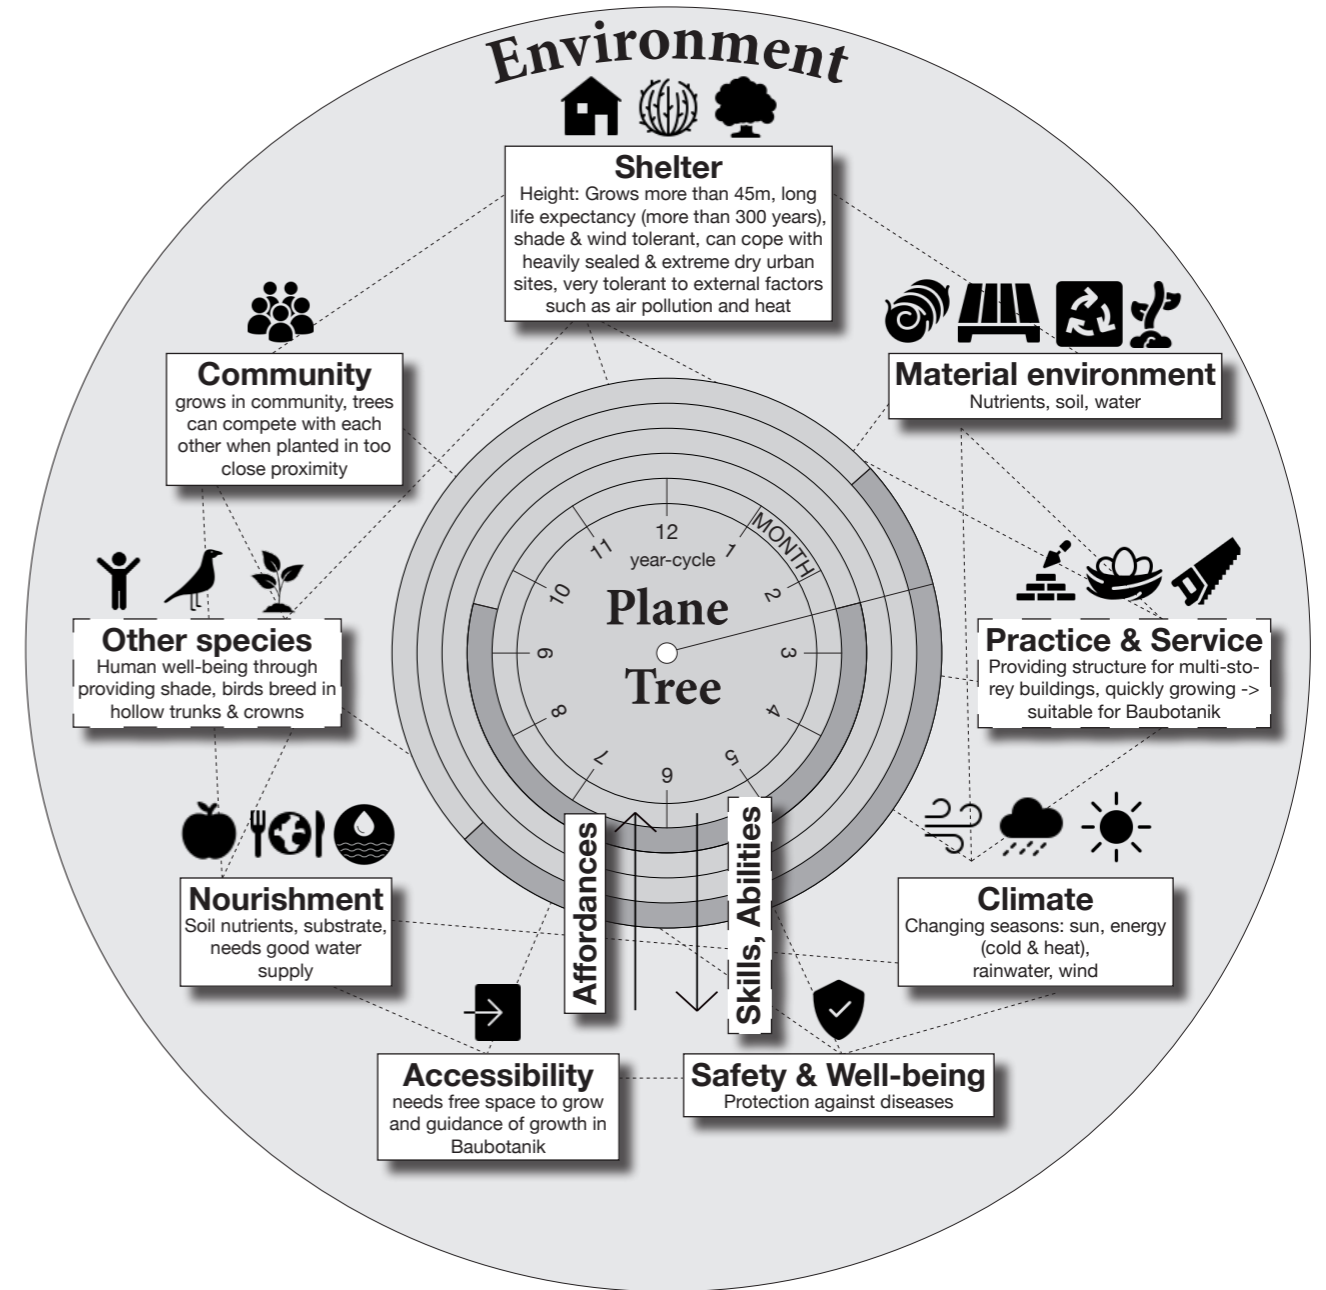 Environment
Shelter
Height: Grows more than 45m, long
life expectancy (more than 300 years),
shade & wind tolerant, can cope with
heavily sealed & extreme dry urban
sites, very tolerant to external factors
such as air pollution and heat
Community
grows in community, trees
can compete with each
other when planted in too
close proximity
Material environment
Nutrients, soil, water
Other species
Human well-being through
providing shade, birds breed in
hollow trunks & crowns
12
1
2
3
4
5
6
7
8
9
10
11
MONTH
year-cycle
Plane
Tree
Practice & Service
Providing structure for multi-sto-
rey buildings, quickly growing ->
suitable for Baubotanik
Nourishment
Soil nutrients, substrate,
needs good water
supply
Affordances
Skills, Abilities
Climate
Changing seasons: sun, energy
(cold & heat),
rainwater, wind
Accessibility
needs free space to grow
and guidance of growth in
Baubotanik
Safety & Well-being
Protection against diseases